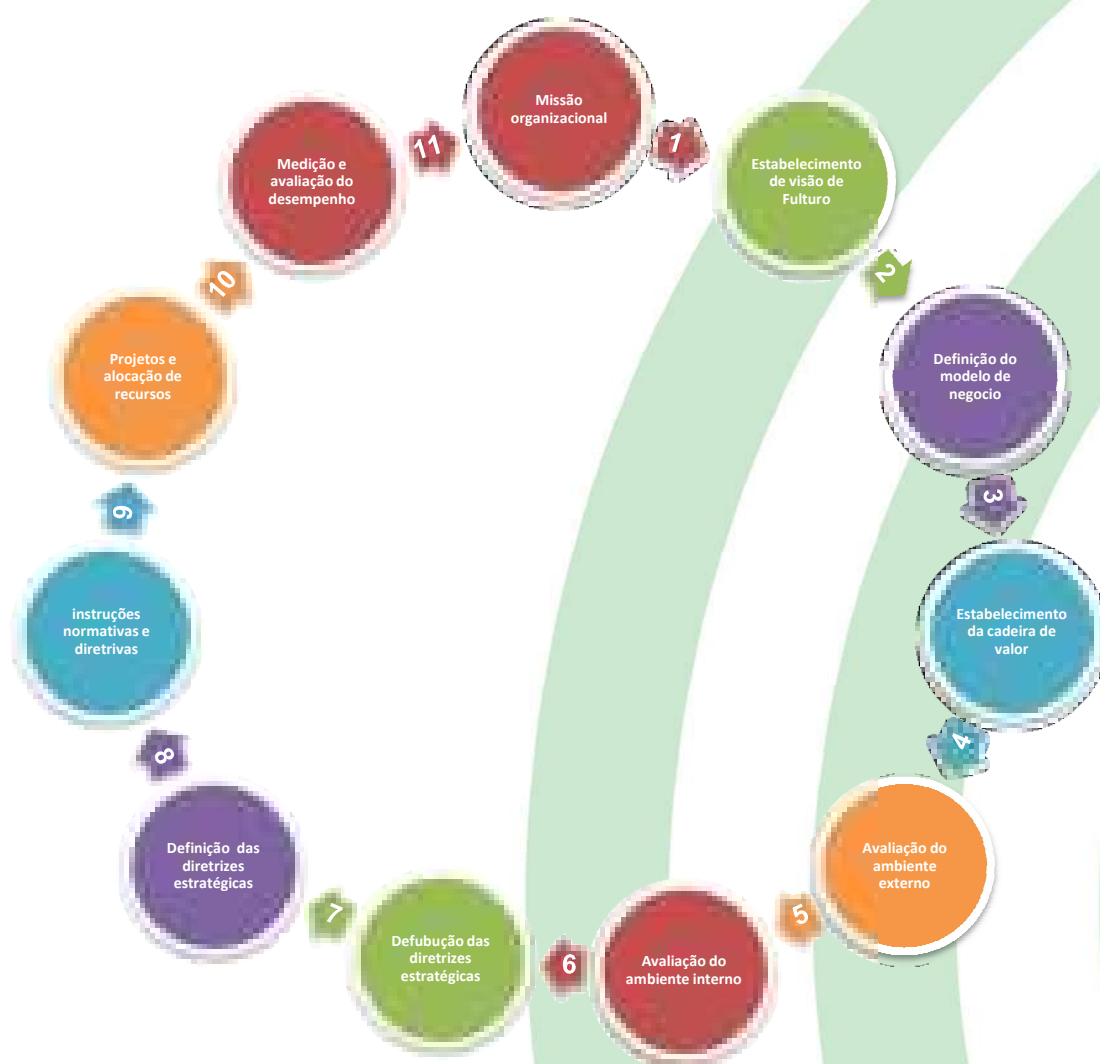 Missão
organizacional
1
Estabelecimento
de visão de
Fulturo
2
Definição do
modelo de
negocio
3
Estabelecimento
da cadeira de
valor
4
Avaliação do
ambiente
externo
5
Avaliação do
ambiente interno
6
Defubução das
diretrizes
estratégicas
7
Definição das
diretrizes
estratégicas
8
instruções
normativas e
diretrivas
9
Projetos e
alocação de
recursos
10
Medição e
avaliação do
desempenho
11